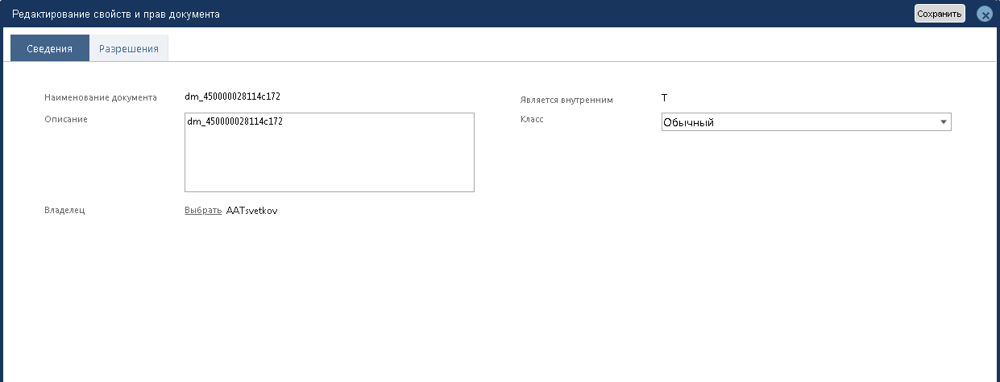 Редактирование свойств и прав документа
Сохранить
Сведения
Разрешения
Наименование документа
dm_450000028114c172
Является внутренним
T
Описание
dm_450000028114c172
Класс
Обычный
Владелец
Выбрать AATsvetkov